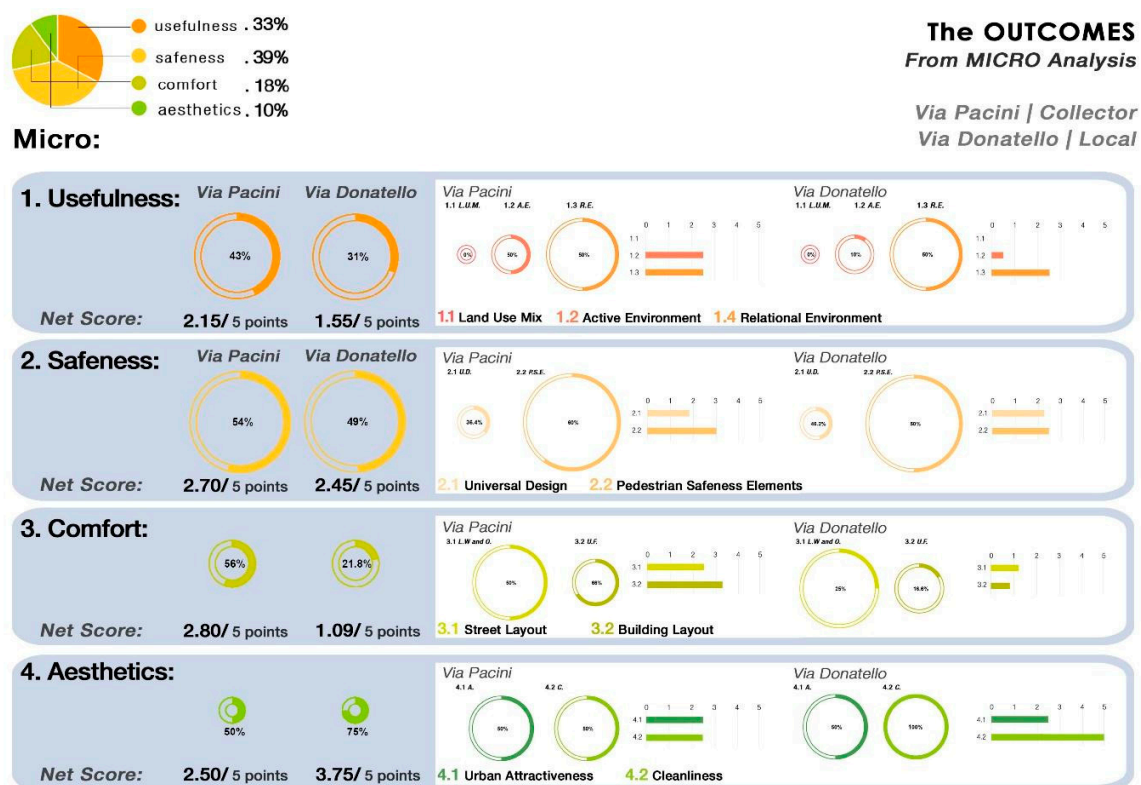 usefulness . 33%
safeness . 39%
comfort . 18%
aesthetics . 10%
The OUTCOMES
From MICRO Analysis
Via Pacini | Collector
Via Donatello | Local
Micro:
1. Usefulness:
Via Pacini Via Donatello
43% 31%
Net Score: 2.15/ 5 points 1.55/ 5 points
Via Pacini
1.1 L.U.M. 1.2 A.E. 1.3 R.E.
0% 50% 50%
0 1 2 3 4 5
1.1
1.2
1.3
Via Donatello
1.1 L.U.M. 1.2 A.E. 1.3 R.E.
0% 10% 50%
0 1 2 3 4 5
1.1
1.2
1.3
1.1 Land Use Mix 1.2 Active Environment 1.4 Relational Environment
2. Safeness:
Via Pacini Via Donatello
54% 49%
Net Score: 2.70/ 5 points 2.45/ 5 points
Via Pacini
2.1 U.D. 2.2 P.S.E.
36.4% 60%
0 1 2 3 4 5
2.1
2.2
Via Donatello
2.1 U.D. 2.2 P.S.E.
50%
0 1 2 3 4 5
2.1
2.2
2.1 Universal Design 2.2 Pedestrian Safeness Elements
3. Comfort:
56% 21.8%
Net Score: 2.80/ 5 points 1.09/ 5 points
Via Pacini
3.1 L.W and O. 3.2 U.F.
50% 66%
0 1 2 3 4 5
3.1
3.2
Via Donatello
3.1 L.W and O. 3.2 U.F.
25% 16.6%
0 1 2 3 4 5
3.1
3.2
3.1 Street Layout 3.2 Building Layout
4. Aesthetics:
50% 75%
Net Score: 2.50/ 5 points 3.75/ 5 points
Via Pacini
4.1 A. 4.2 C.
50% 50%
0 1 2 3 4 5
4.1
4.2
Via Donatello
4.1 A. 4.2 C.
50% 100%
0 1 2 3 4 5
4.1
4.2
4.1 Urban Attractiveness 4.2 Cleanliness